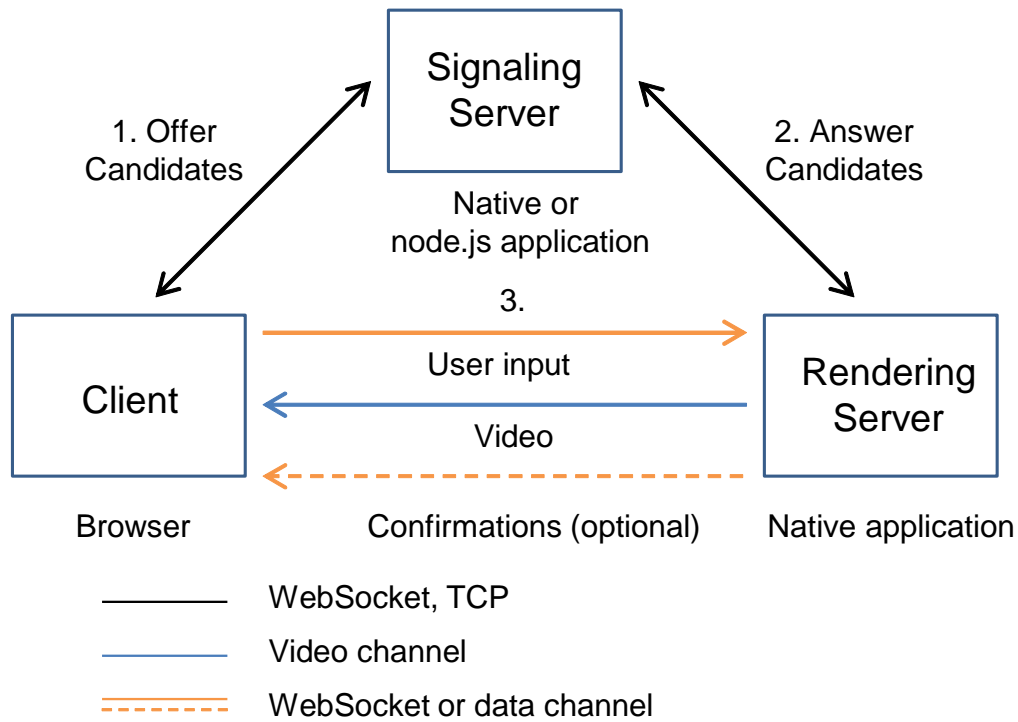 Signaling
Server
1. Offer
Candidates
2. Answer
Candidates
Native or
node.js application
3.
Client
User input
Video
Rendering
Server
Browser
Confirmations (optional)
Native application
WebSocket, TCP
Video channel
WebSocket or data channel